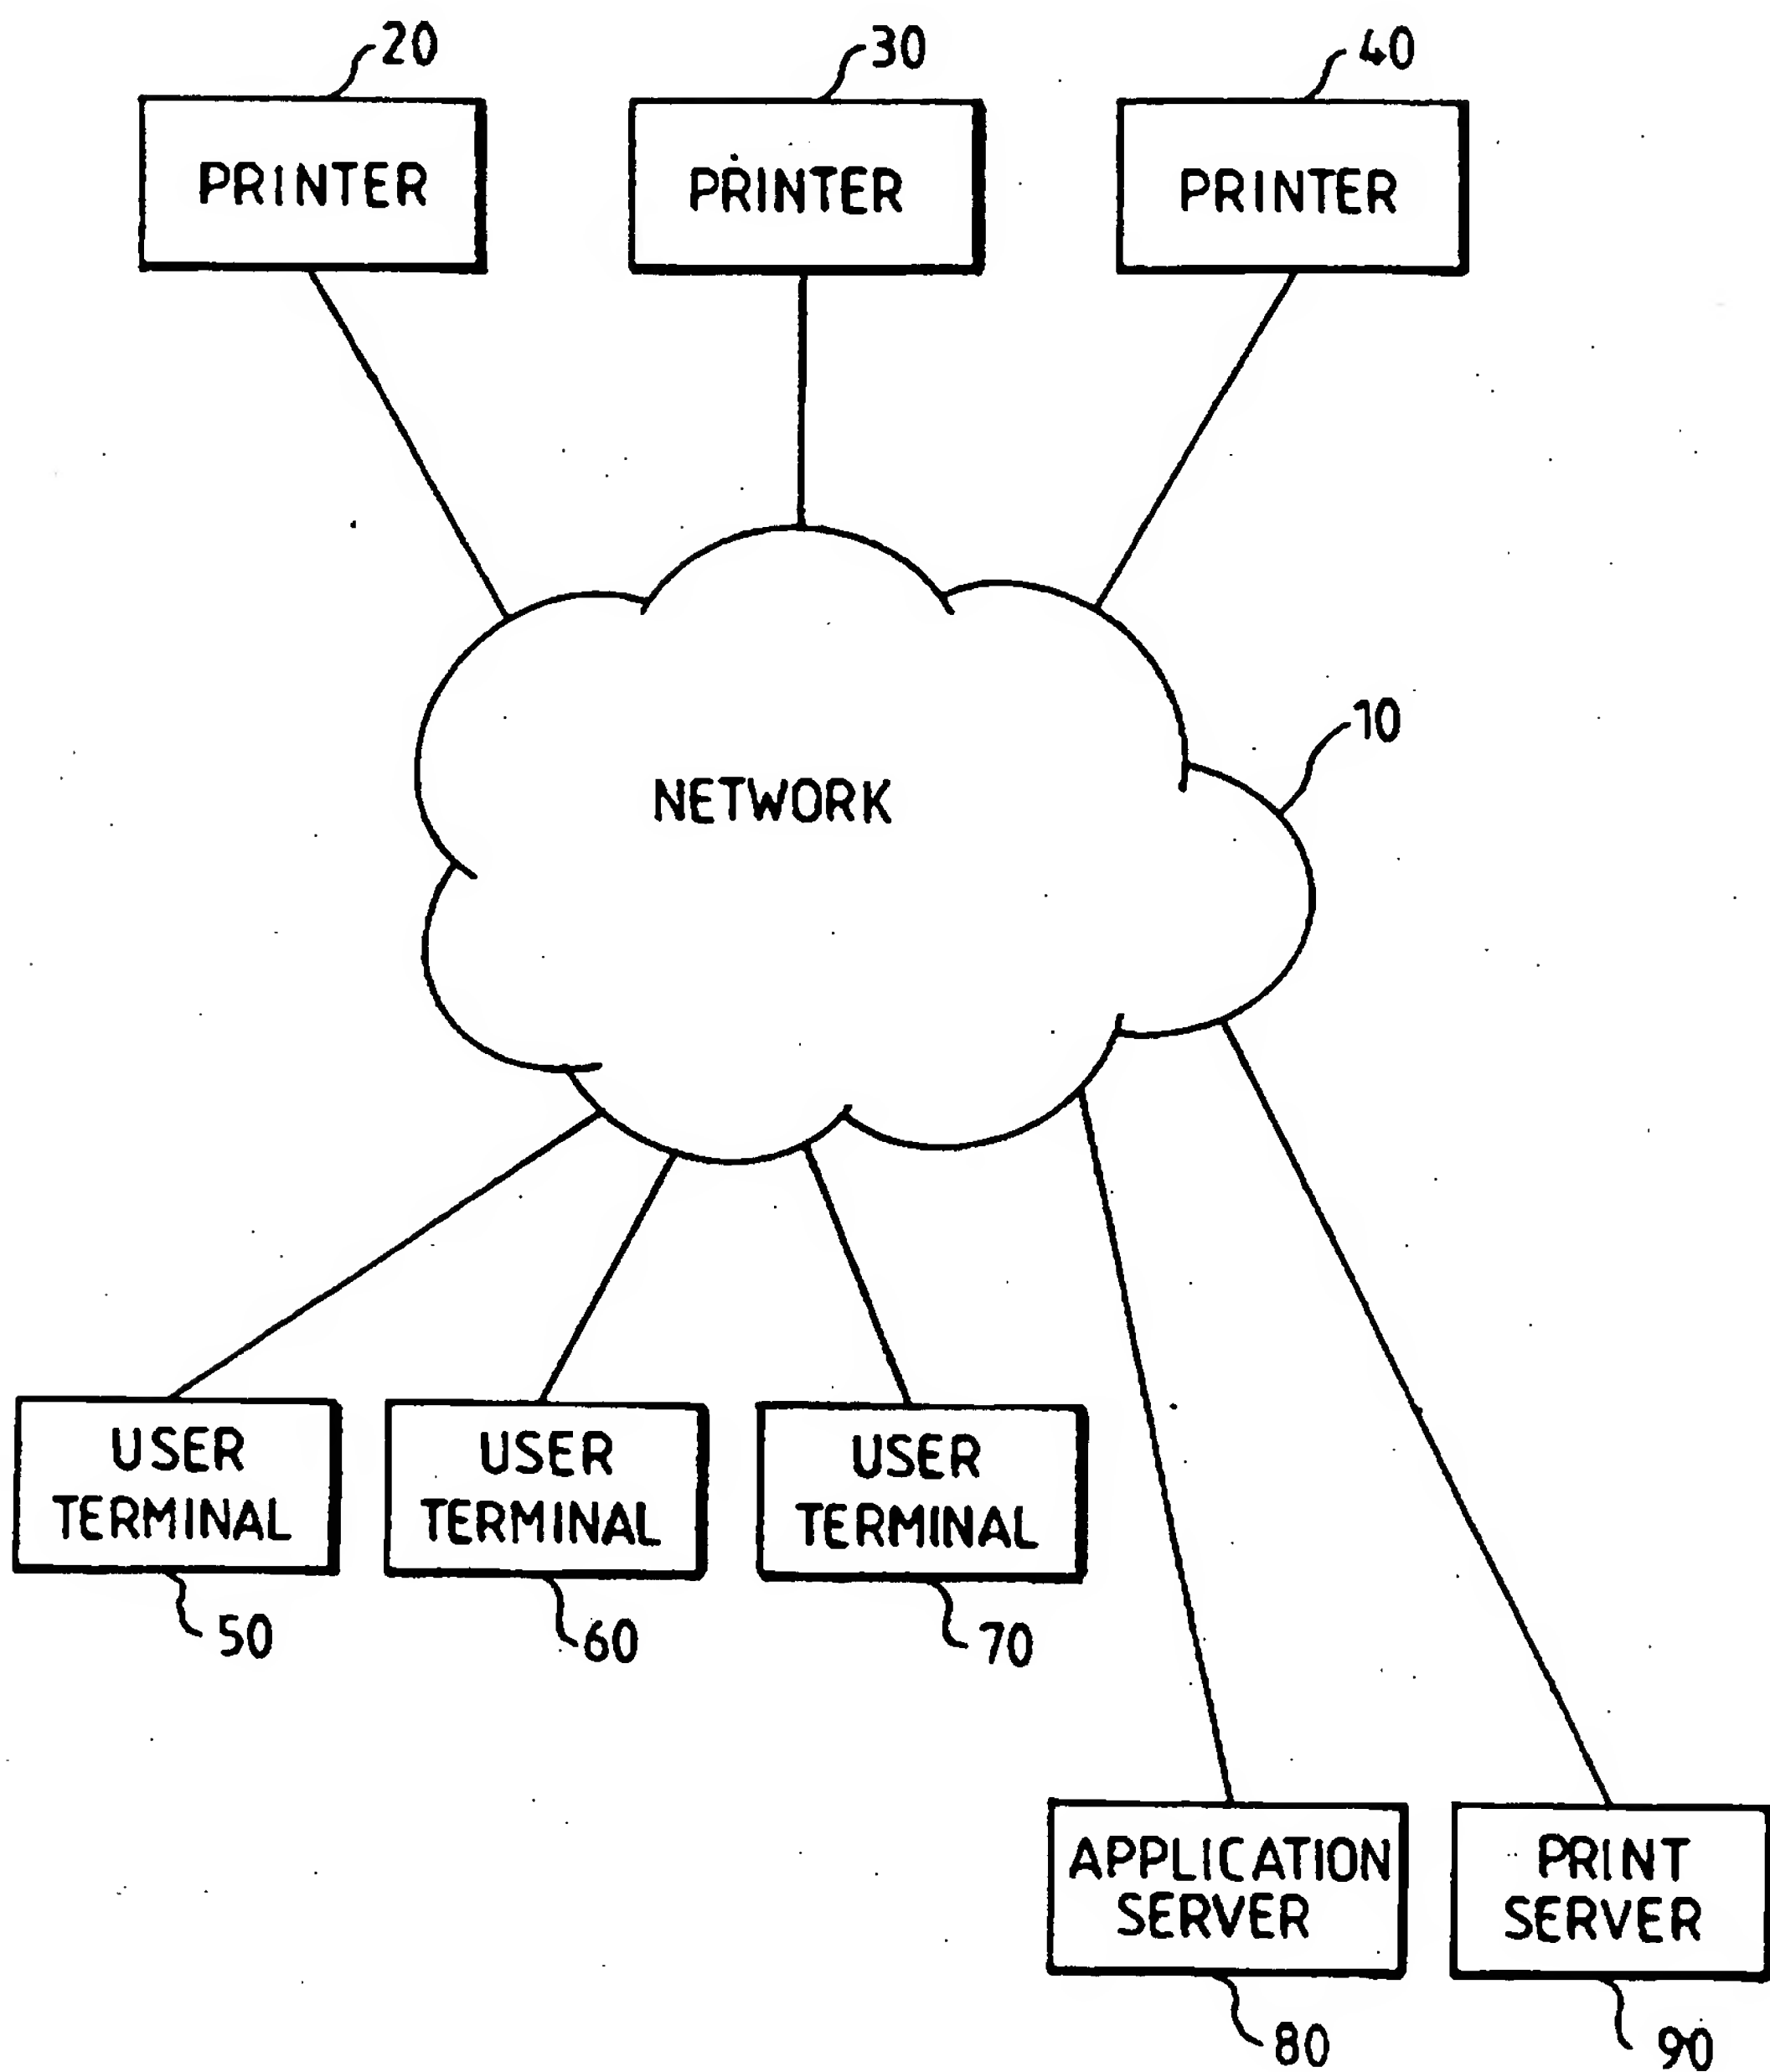 20
30
40
PRINTER
PRINTER
PRINTER
10
NETWORK
USER
TERMINAL
USER
TERMINAL
USER
TERMINAL
50
60
70
APPLICATION
SERVER
PRINT
SERVER
80
90